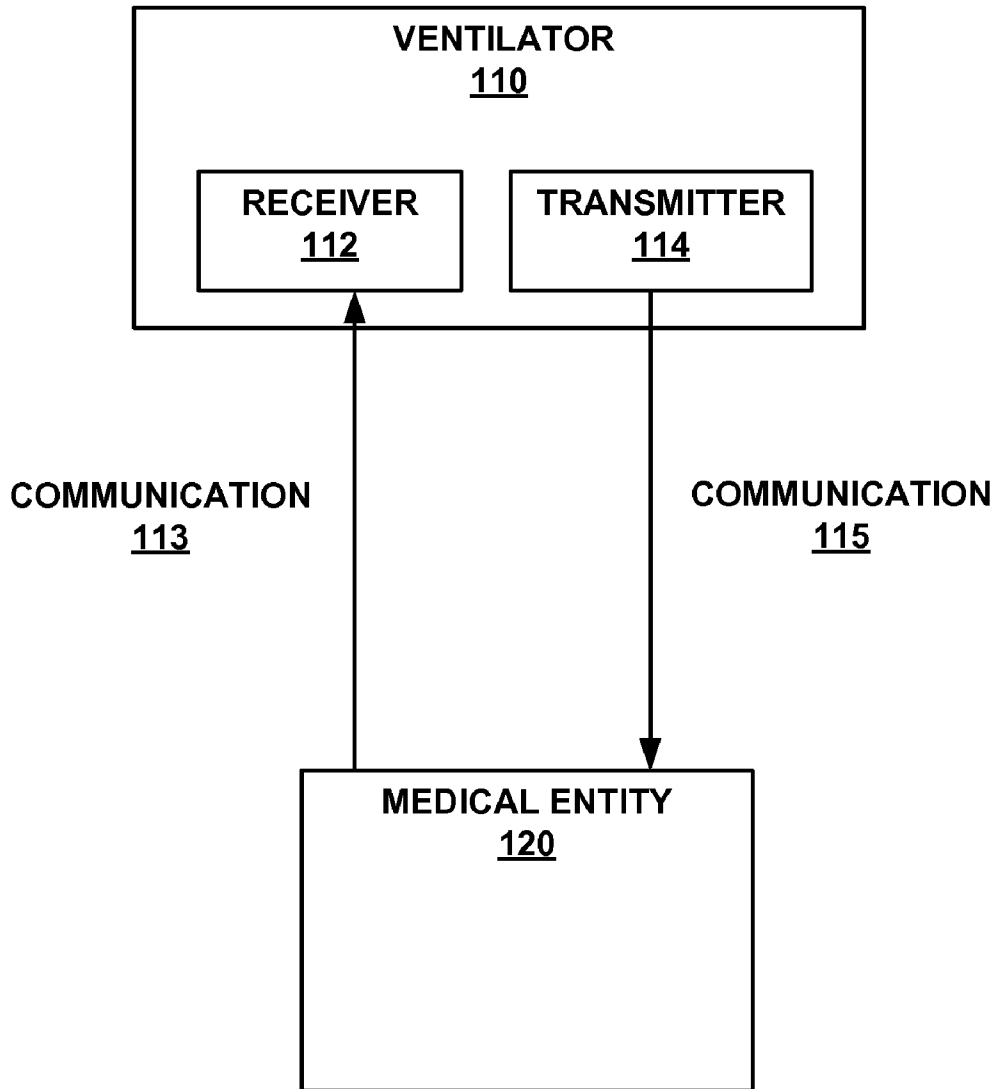 VENTILATOR
110
RECEIVER
112
TRANSMITTER
114
COMMUNICATION
113
COMMUNICATION
115
MEDICAL ENTITY
120